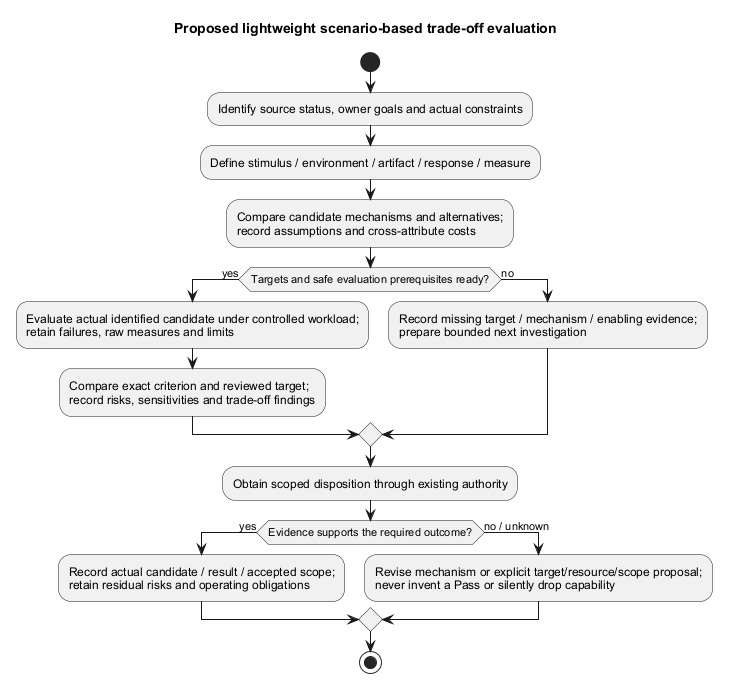 Proposed lightweight scenario-based trade-off evaluation
Identify source status, owner goals and actual constraints
Define stimulus / environment / artifact / response / measure
Compare candidate mechanisms and alternatives;
record assumptions and cross-attribute costs
yes
Targets and safe evaluation prerequisites ready?
no
Evaluate actual identified candidate under controlled workload;
retain failures, raw measures and limits
Record missing target / mechanism / enabling evidence;
prepare bounded next investigation
Compare exact criterion and reviewed target;
record risks, sensitivities and trade-off findings
Obtain scoped disposition through existing authority
yes
Evidence supports the required outcome?
no / unknown
Record actual candidate / result / accepted scope;
retain residual risks and operating obligations
Revise mechanism or explicit target/resource/scope proposal;
never invent a Pass or silently drop capability